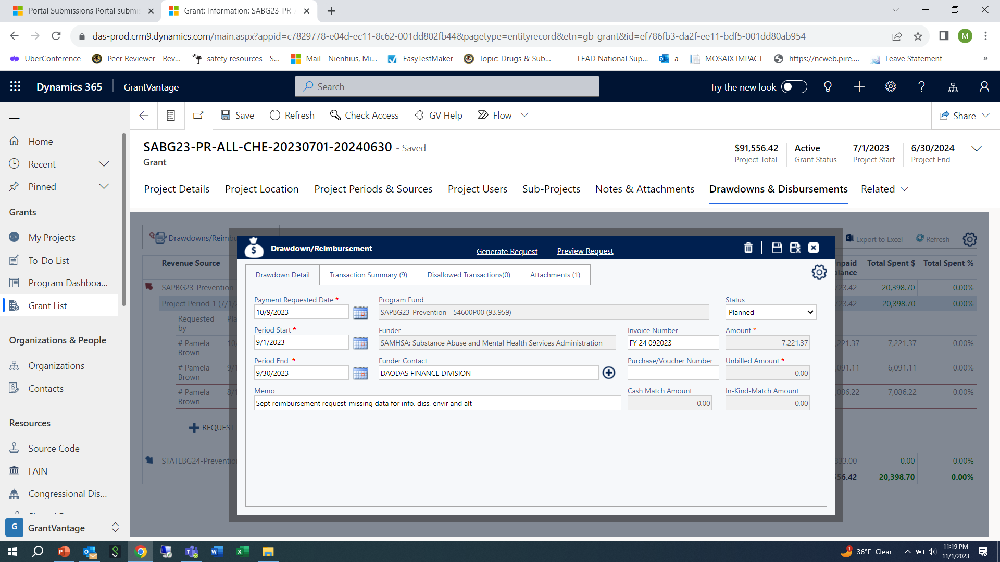 Portal Submissions Portal submi
Grant: Information: SABG23-PR-
das-prod.crm9.dynamics.com/main.aspx?appid=c7829778-e04d-ec11-8c62-001dd802fb44&pagetype=entityrecord&etn=gb_grant&id=ef786fb3-da2f-ee11-bdf5-001dd80ab954
M
UberConference
Peer Reviewer - Rev...
safety resources - S...
Mail - Nienhius, Mi...
EasyTestMaker
Topic: Drugs & Sub...
LEAD National Sup...
a
MOSAIX IMPACT
https://ncweb.pire....
Leave Statement
»
Dynamics 365
GrantVantage
Search
Try the new look
Save
Refresh
Check Access
GV Help
Flow
Share
Home
Recent
Pinned
Grants
My Projects
To-Do List
Program Dashboa...
Grant List
Organizations & People
Organizations
Contacts
Resources
Source Code
FAIN
Congressional Dis...
G
GrantVantage
SABG23-PR-ALL-CHE-20230701-20240630 - Saved
Grant
$91,556.42
Project Total
Active
Grant Status
7/1/2023
Project Start
6/30/2024
Project End
Project Details
Project Location
Project Periods & Sources
Project Users
Sub-Projects
Notes & Attachments
Drawdowns & Disbursements
Related
Drawdowns/Reimbu
Export to Excel
Refresh
Revenue Source
npaid
alance
Total Spent $
Total Spent %
SAPBG23-Prevention
723.42
20,398.70
0.00%
Project Period 1 (7/1/2
723.42
20,398.70
0.00%
Requested by
Pla
# Pamela Brown
10/
221.37
7,221.37
0.00%
# Pamela Brown
9/1
091.11
6,091.11
0.00%
# Pamela Brown
8/1
086.22
7,086.22
0.00%
REQUEST
STATEBG24-Preventio
333.00
0.00
0.00%
556.42
20,398.70
0.00%
Drawdown/Reimbursement
Generate Request
Preview Request
Drawdown Detail
Transaction Summary (9)
Disallowed Transactions(0)
Attachments (1)
Payment Requested Date *
10/9/2023
Program Fund
SAPBG23-Prevention - 54600P00 (93.959)
Status
Planned
Period Start *
9/1/2023
Funder
SAMHSA: Substance Abuse and Mental Health Services Administration
Invoice Number
FY 24 092023
Amount *
7,221.37
Period End *
9/30/2023
Funder Contact
DAODAS FINANCE DIVISION
Purchase/Voucher Number
Unbilled Amount *
0.00
Memo
Sept reimbursement request-missing data for info. diss, envir and alt
Cash Match Amount
0.00
In-Kind-Match Amount
0.00
1
36°F Clear
11:19 PM
11/1/2023